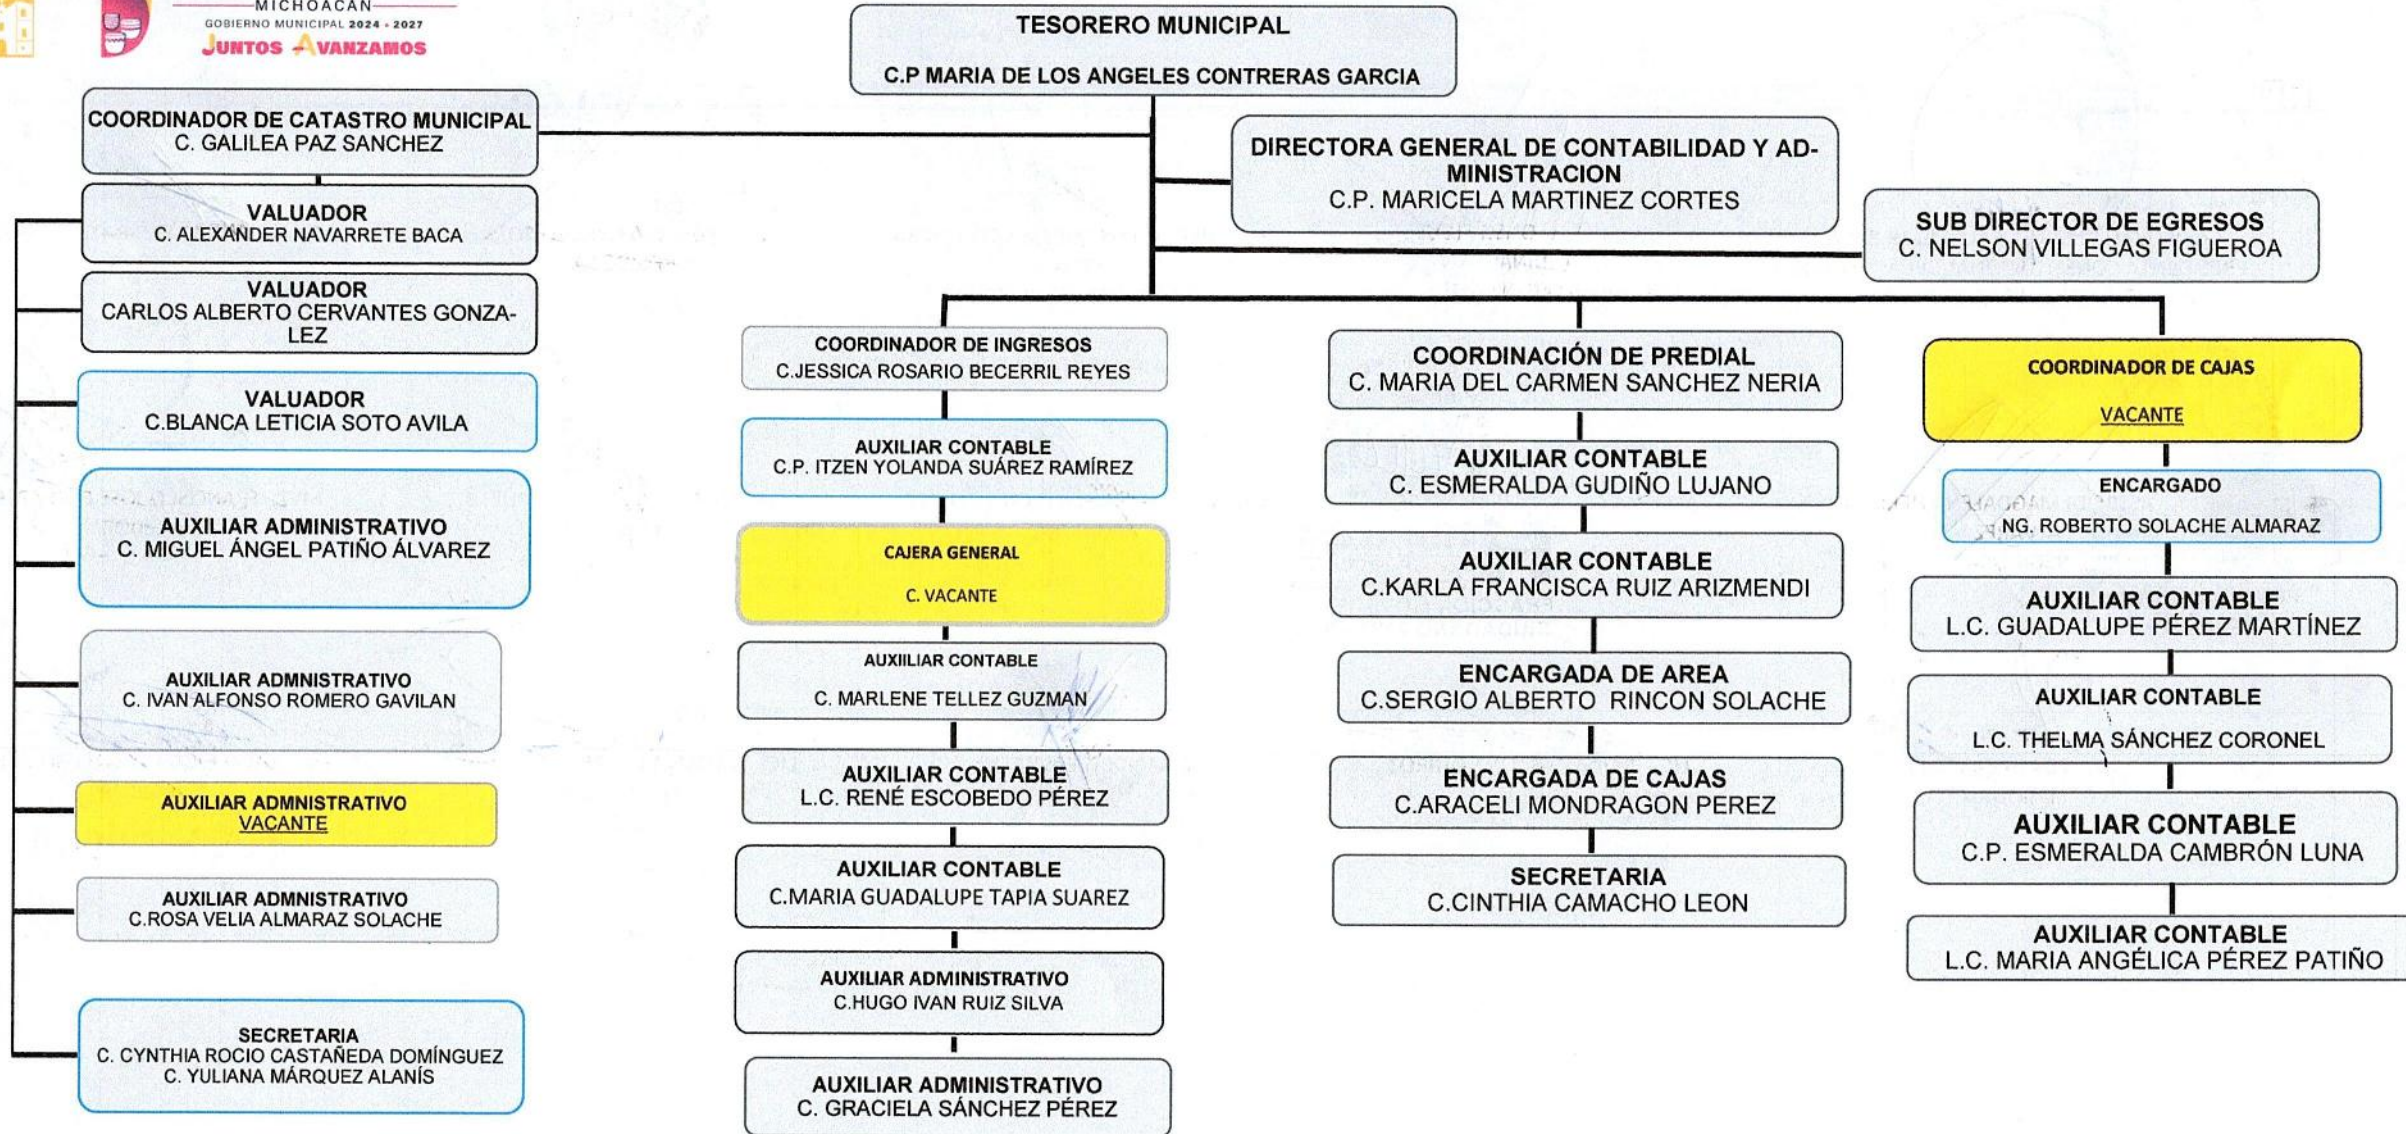 MICHOACÁN
GOBIERNO MUNICIPAL 2024 - 2027
JUNTOS AVANZAMOS
TESORERO MUNICIPAL
C.P MARIA DE LOS ANGELES CONTRERAS GARCIA
COORDINADOR DE CATASTRO MUNICIPAL
C. GALILEA PAZ SANCHEZ
DIRECTORA GENERAL DE CONTABILIDAD Y AD-
MINISTRACION
C.P. MARICELA MARTINEZ CORTES
SUB DIRECTOR DE EGRESOS
C. NELSON VILLEGAS FIGUEROA
VALUADOR
C. ALEXANDER NAVARRETE BACA
VALUADOR
CARLOS ALBERTO CERVANTES GONZA-
LEZ
VALUADOR
C.BLANCA LETICIA SOTO AVILA
AUXILIAR ADMINISTRATIVO
C. MIGUEL ÁNGEL PATIÑO ÁLVAREZ
AUXILIAR ADMNISTRATIVO
C. IVAN ALFONSO ROMERO GAVILAN
AUXILIAR ADMNISTRATIVO
VACANTE
AUXILIAR ADMNISTRATIVO
C.ROSA VELIA ALMARAZ SOLACHE
SECRETARIA
C. CYNTHIA ROCIO CASTAÑEDA DOMÍNGUEZ
C. YULIANA MÁRQUEZ ALANÍS
COORDINADOR DE INGRESOS
C.JESSICA ROSARIO BECERRIL REYES
AUXILIAR CONTABLE
C.P. ITZEN YOLANDA SUÁREZ RAMÍREZ
CAJERA GENERAL
C. VACANTE
AUXIILIAR CONTABLE
C. MARLENE TELLEZ GUZMAN
AUXILIAR CONTABLE
L.C. RENÉ ESCOBEDO PÉREZ
AUXILIAR CONTABLE
C.MARIA GUADALUPE TAPIA SUAREZ
AUXILIAR ADMINISTRATIVO
C.HUGO IVAN RUIZ SILVA
AUXILIAR ADMINISTRATIVO
C. GRACIELA SÁNCHEZ PÉREZ
COORDINACIÓN DE PREDIAL
C. MARIA DEL CARMEN SANCHEZ NERIA
AUXILIAR CONTABLE
C. ESMERALDA GUDIÑO LUJANO
AUXILIAR CONTABLE
C.KARLA FRANCISCA RUIZ ARIZMENDI
ENCARGADA DE AREA
C.SERGIO ALBERTO RINCON SOLACHE
ENCARGADA DE CAJAS
C.ARACELI MONDRAGON PEREZ
SECRETARIA
C.CINTHIA CAMACHO LEON
COORDINADOR DE CAJAS
VACANTE
ENCARGADO
NG. ROBERTO SOLACHE ALMARAZ
AUXILIAR CONTABLE
L.C. GUADALUPE PÉREZ MARTÍNEZ
AUXILIAR CONTABLE
L.C. THELMA SÁNCHEZ CORONEL
AUXILIAR CONTABLE
C.P. ESMERALDA CAMBRÓN LUNA
AUXILIAR CONTABLE
L.C. MARIA ANGÉLICA PÉREZ PATIÑO